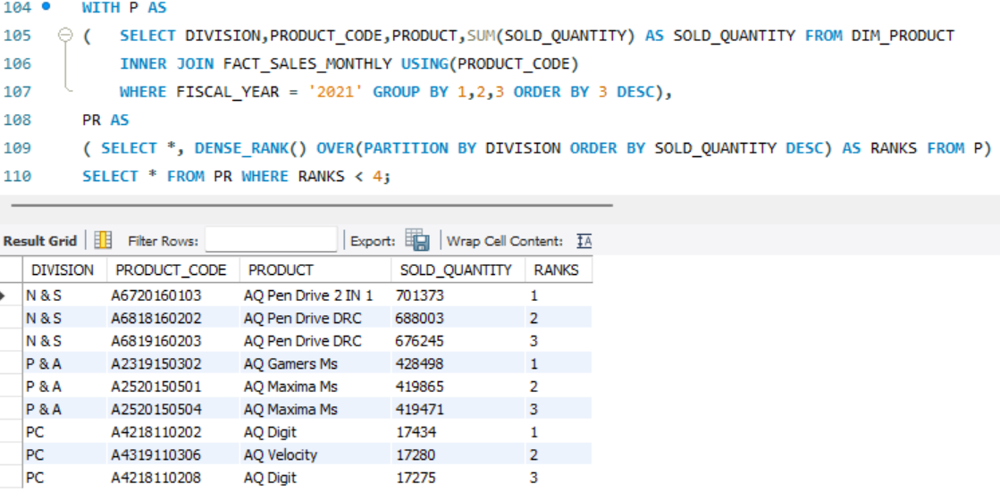 104 WITH P AS
105 ( SELECT DIVISION,PRODUCT_CODE,PRODUCT,SUM(SOLD_QUANTITY) AS SOLD_QUANTITY FROM DIM_PRODUCT
106 INNER JOIN FACT_SALES_MONTHLY USING(PRODUCT_CODE)
107 WHERE FISCAL_YEAR = '2021' GROUP BY 1,2,3 ORDER BY 3 DESC),
108 PR AS
109 ( SELECT *, DENSE_RANK() OVER(PARTITION BY DIVISION ORDER BY SOLD_QUANTITY DESC) AS RANKS FROM P)
110 SELECT * FROM PR WHERE RANKS < 4;
Result Grid Filter Rows: Export: Wrap Cell Content: IA
DIVISION PRODUCT_CODE PRODUCT SOLD_QUANTITY RANKS
N & S A6720160103 AQ Pen Drive 2 IN 1 701373 1
N & S A6818160202 AQ Pen Drive DRC 688003 2
N & S A6819160203 AQ Pen Drive DRC 676245 3
P & A A2319150302 AQ Gamers Ms 428498 1
P & A A2520150501 AQ Maxima Ms 419865 2
P & A A2520150504 AQ Maxima Ms 419471 3
PC A4218110202 AQ Digit 17434 1
PC A4319110306 AQ Velocity 17280 2
PC A4218110208 AQ Digit 17275 3